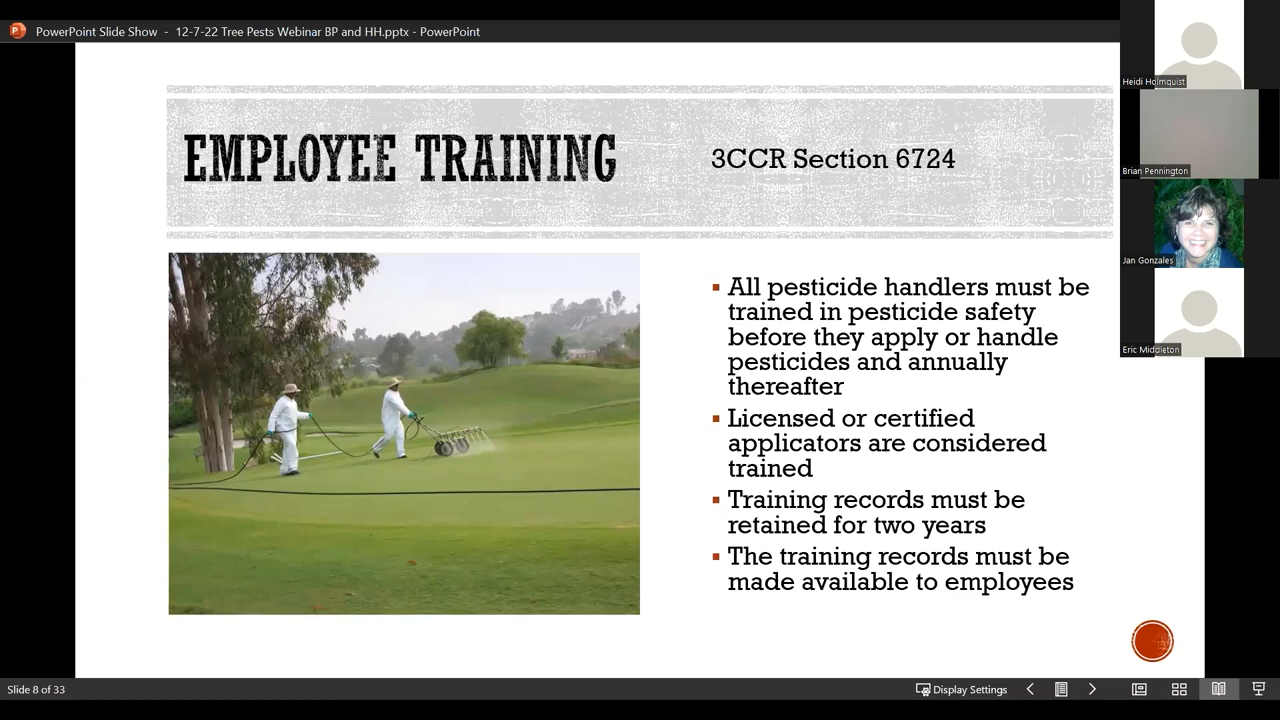 PowerPoint Slide Show - 12-7-22 Tree Pests Webinar BP and HH.pptx - PowerPoint
EMPLOYEE TRAINING
3CCR Section 6724
All pesticide handlers must be
trained in pesticide safety
before they apply or handle
pesticides and annually
thereafter
Licensed or certified
applicators are considered
trained
Training records must be
retained for two years
The training records must be
made available to employees
Heidi Holmquist
Brian Pennington
Jan Gonzales
Eric Middleton
Slide 8 of 33
Display Settings